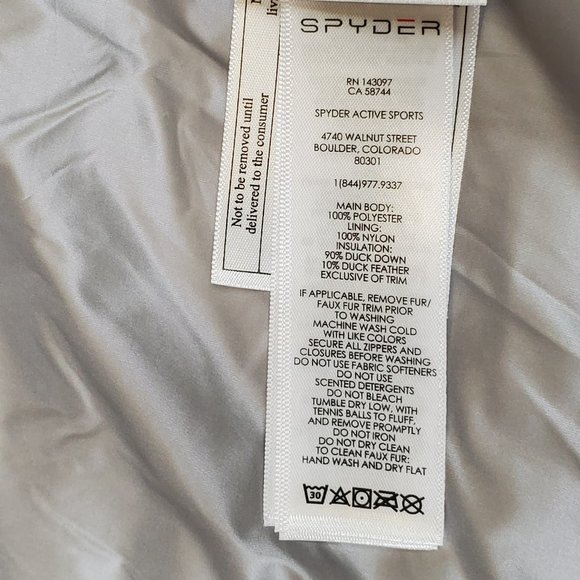 SPYDER
RN 143097
CA 58744
SPYDER ACTIVE SPORTS
4740 WALNUT STREET
BOULDER, COLORADO
80301
1(844)977.9337
MAIN BODY:
100% POLYESTER
LINING:
100% NYLON
INSULATION:
90% DUCK DOWN
10% DUCK FEATHER
EXCLUSIVE OF TRIM
IF APPLICABLE, REMOVE FUR/
FAUX FUR TRIM PRIOR
TO WASHING
MACHINE WASH COLD
WITH LIKE COLORS
SECURE ALL ZIPPERS AND
CLOSURES BEFORE WASHING
DO NOT USE FABRIC SOFTENERS
DO NOT USE
SCENTED DETERGENTS
DO NOT BLEACH
TUMBLE DRY LOW, WITH
TENNIS BALLS TO FLUFF,
AND REMOVE PROMPTLY
DO NOT IRON
DO NOT DRY CLEAN
TO CLEAN FAUX FUR:
HAND WASH AND DRY FLAT
30
Not to be removed until
delivered to the consumer